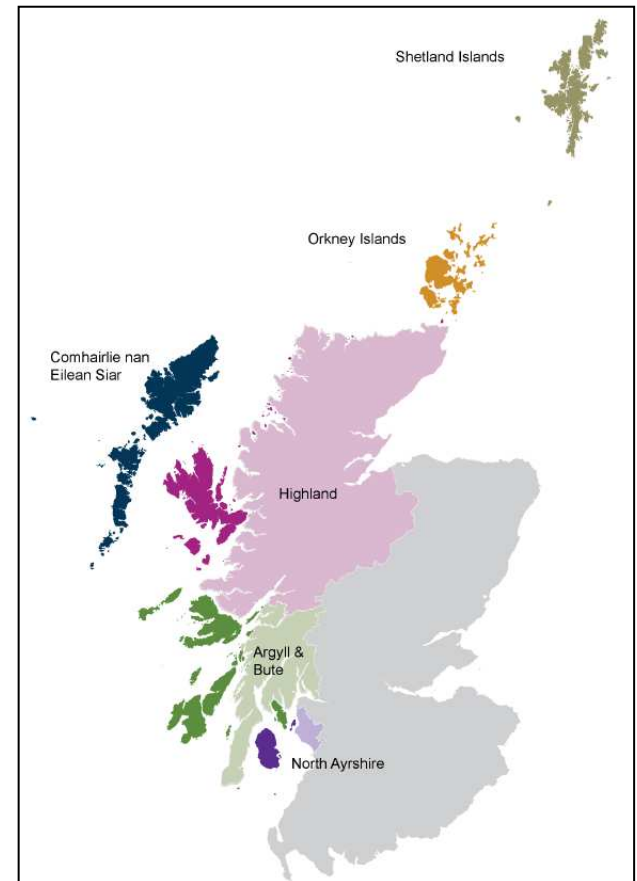 Shetland Islands
Orkney Islands
Comhairlie nan
Eilean Siar
Highland
Argyll &
Bute
North Ayrshire